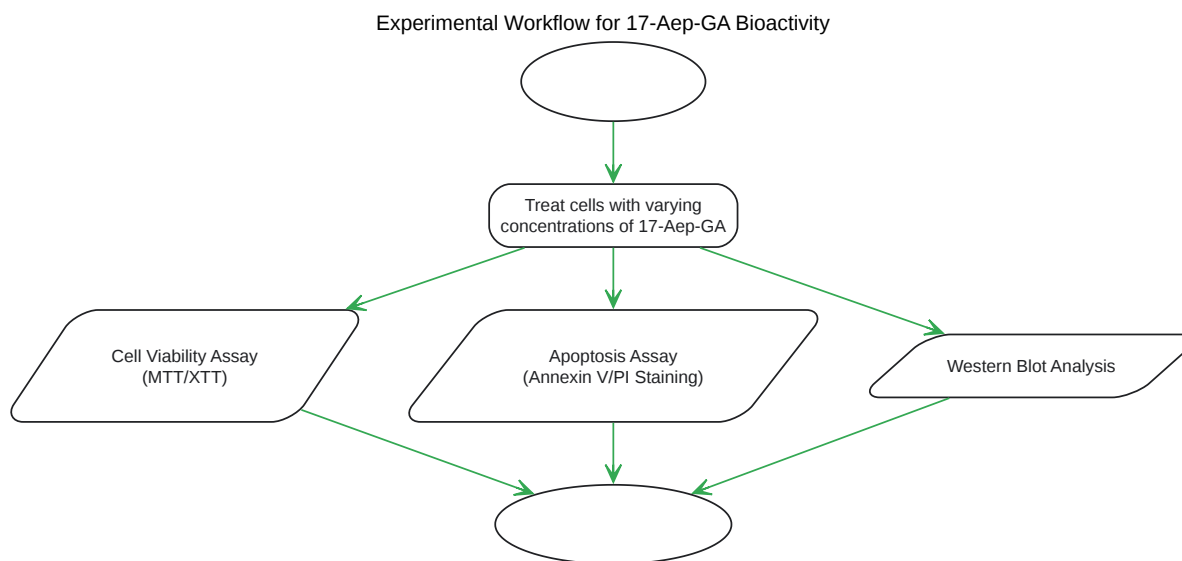 Experimental Workflow for 17-Aep-GA Bioactivity
Treat cells with varying
concentrations of 17-Aep-GA
Cell Viability Assay
(MTT/XTT)
Apoptosis Assay
(Annexin V/PI Staining)
Western Blot Analysis